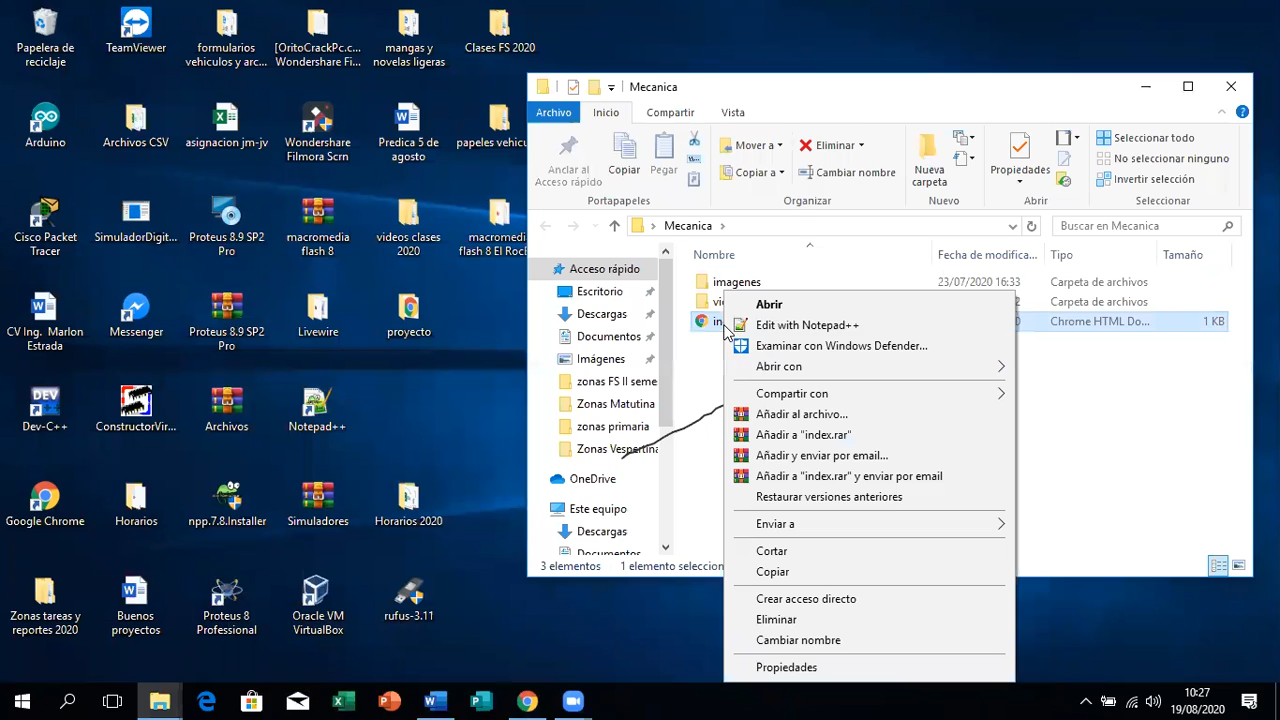 Papelera de reciclaje
TeamViewer
formularios vehiculos y arc...
[OritoCrackPc.c... Wondershare Fi...
mangas y novelas ligeras
Clases FS 2020
Arduino
Archivos CSV
asignacion jm-jv
Wondershare Filmora Scrn
Predica 5 de agosto
papeles vehicu
Cisco Packet Tracer
SimuladorDigit...
Proteus 8.9 SP2 Pro
macromedia flash 8
videos clases 2020
macromedia flash 8 El Roc
CV Ing. Marlon Estrada
Messenger
Proteus 8.9 SP2 Pro
Livewire
proyecto
Dev-C++
ConstructorVir...
Archivos
Notepad++
Google Chrome
Horarios
npp.7.8.Installer
Simuladores
Horarios 2020
Zonas tareas y reportes 2020
Buenos proyectos
Proteus 8 Professional
Oracle VM VirtualBox
rufus-3.11
Mecanica
Archivo
Inicio
Compartir
Vista
Anclar al Acceso rápido
Copiar
Pegar
Mover a
Copiar a
Eliminar
Cambiar nombre
Nueva carpeta
Propiedades
Seleccionar todo
No seleccionar ninguno
Invertir selección
Portapapeles
Organizar
Nuevo
Abrir
Seleccionar
Mecanica
Buscar en Mecanica
Nombre
Fecha de modifica...
Tipo
Tamaño
Acceso rápido
Escritorio
Descargas
Documentos
Imágenes
zonas FS II seme
Zonas Matutina
zonas primaria
Zonas Vespertina
OneDrive
Este equipo
Descargas
Documentos
imagenes
23/07/2020 16:33
Carpeta de archivos
Carpeta de archivos
Chrome HTML Do...
1 KB
Abrir
Edit with Notepad++
Examinar con Windows Defender...
Abrir con
Compartir con
Añadir al archivo...
Añadir a "index.rar"
Añadir y enviar por email...
Añadir a "index.rar" y enviar por email
Restaurar versiones anteriores
Enviar a
Cortar
Copiar
Crear acceso directo
Eliminar
Cambiar nombre
Propiedades
3 elementos
1 elemento seleccion
10:27
19/08/2020